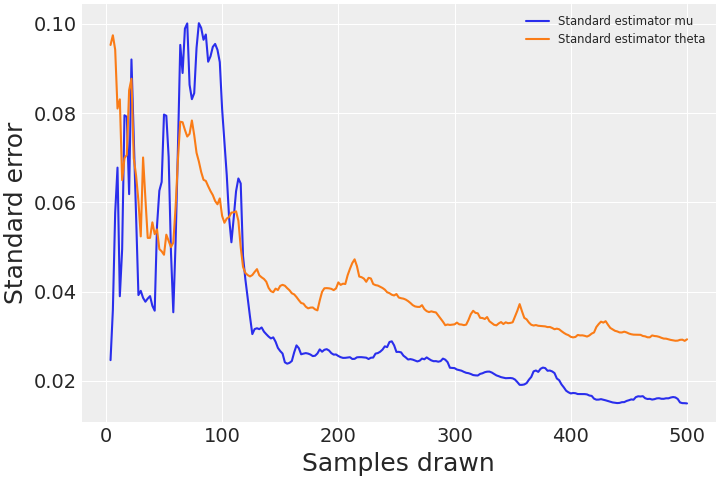 Standard estimator mu
Standard estimator theta
0.10
0.08
0.06
0.04
0.02
Standard error
0
100
200
300
400
500
Samples drawn